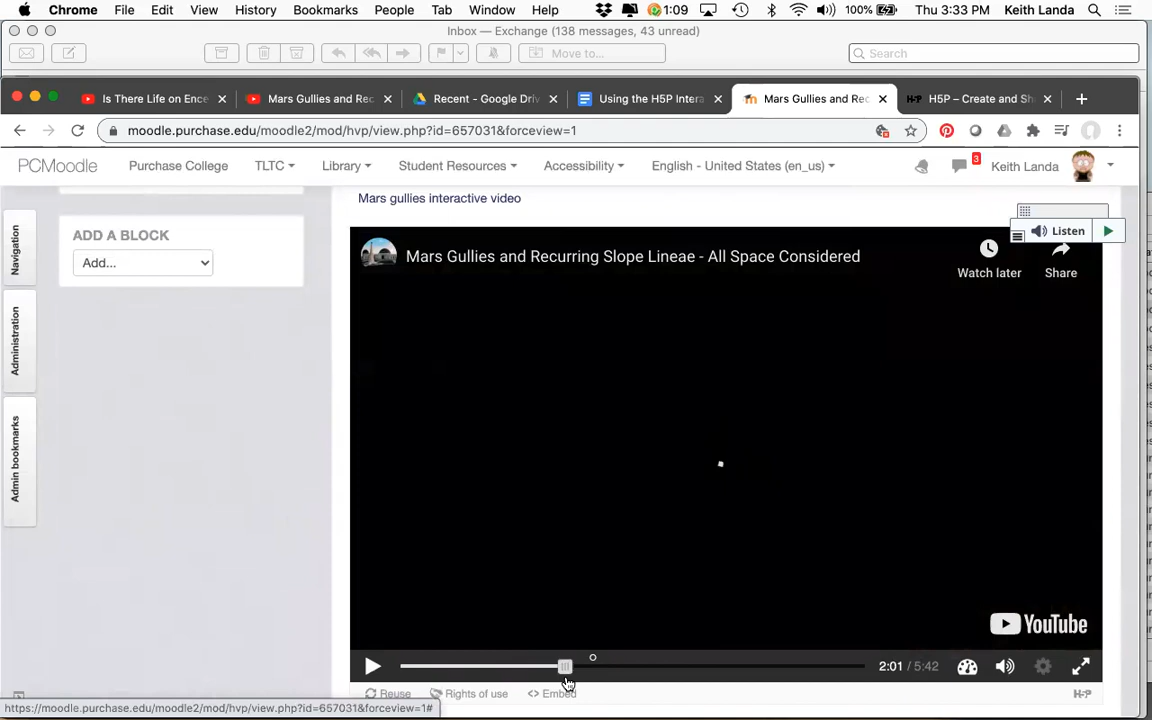 Chrome File Edit View History Bookmarks People Tab Window Help 1:09 100% Thu 3:33 PM Keith Landa
Inbox — Exchange (138 messages, 43 unread)
Move to... Search
Is There Life on Ence Mars Gullies and Rec Recent - Google Driv Using the H5P Intera Mars Gullies and Rec H5P – Create and Sh
moodle.purchase.edu/moodle2/mod/hvp/view.php?id=657031&forceview=1
PCMoodle Purchase College TLTC Library Student Resources Accessibility English - United States (en_us) 3 Keith Landa
Mars gullies interactive video
Navigation
Administration
Admin bookmarks
ADD A BLOCK
Add...
Listen
Mars Gullies and Recurring Slope Lineae - All Space Considered
Watch later Share
YouTube
2:01 / 5:42
Reuse Rights of use <> Embed H5P
https://moodle.purchase.edu/moodle2/mod/hvp/view.php?id=657031&forceview=1#